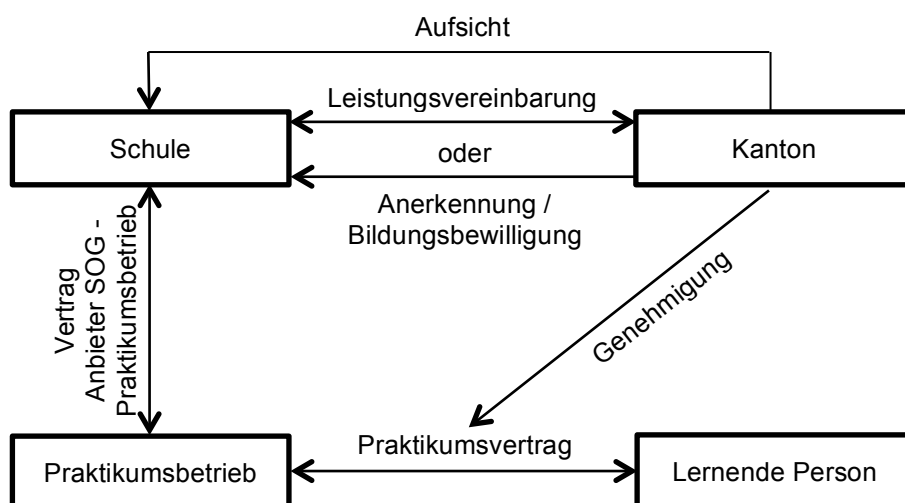 Aufsicht
Leistungsvereinbarung
Schule
oder
Kanton
Anerkennung /
Bildungsbewilligung
Vertrag
Anbieter SOG -
Praktikumsbetrieb
Genehmigung
Praktikumsvertrag
Praktikumsbetrieb
Lernende Person